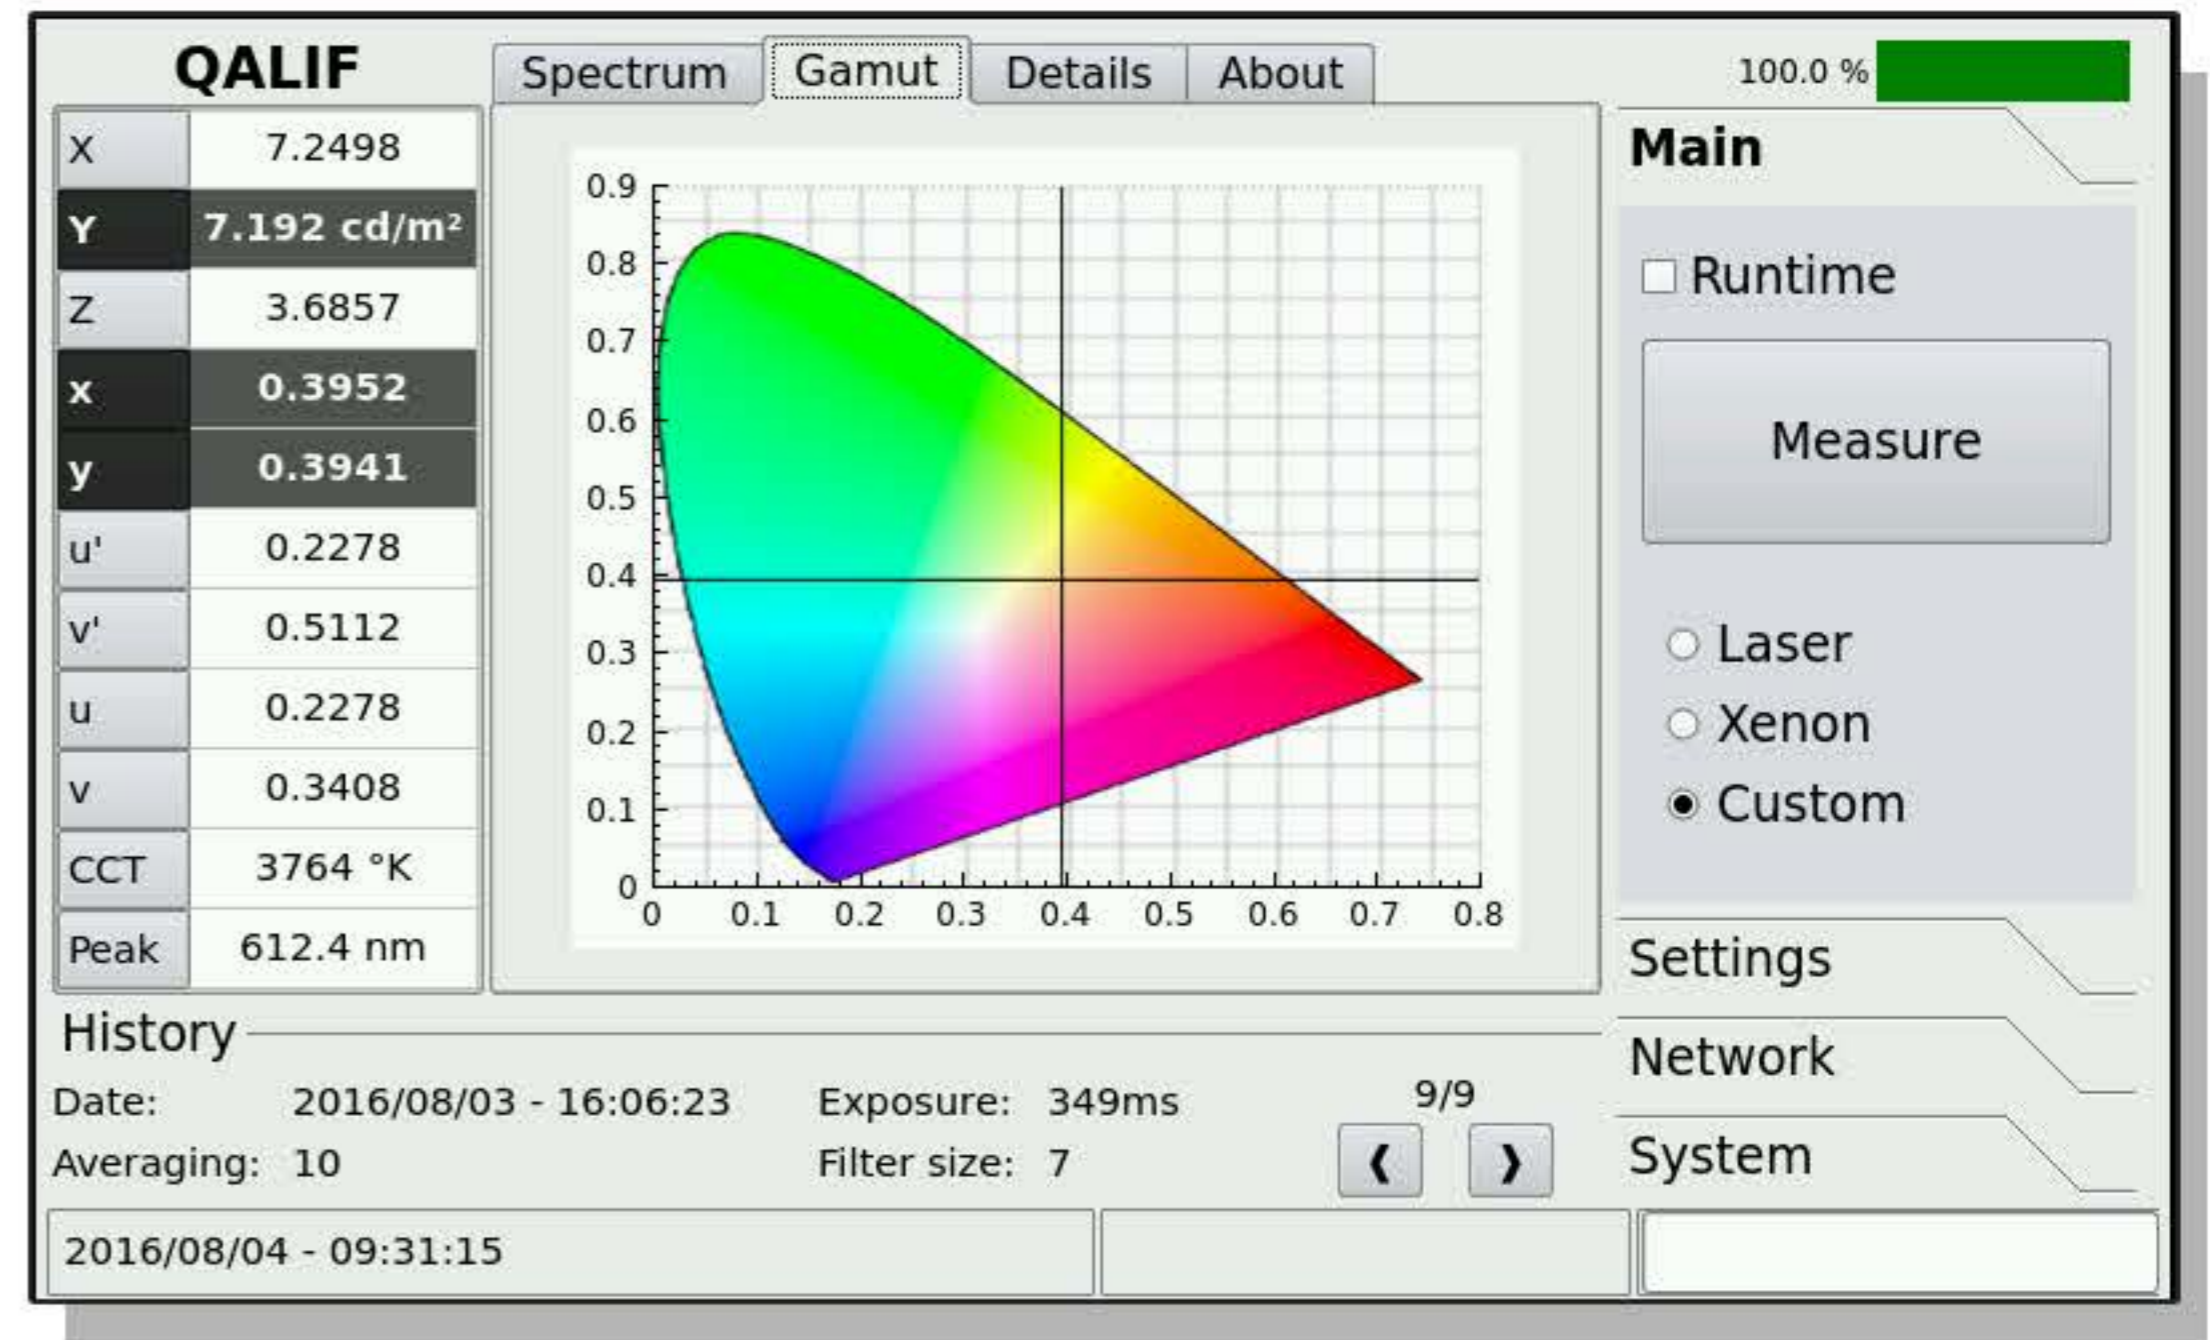 QALIF
Spectrum Gamut Details About
100.0 %
X 7.2498
Y 7.192 cd/m²
Z 3.6857
x 0.3952
y 0.3941
u' 0.2278
v' 0.5112
u 0.2278
v 0.3408
CCT 3764 °K
Peak 612.4 nm
0.9
0.8
0.7
0.6
0.5
0.4
0.3
0.2
0.1
0
0 0.1 0.2 0.3 0.4 0.5 0.6 0.7 0.8
Main
Runtime
Measure
Laser
Xenon
Custom
Settings
Network
System
History
Date: 2016/08/03 - 16:06:23 Exposure: 349ms 9/9
Averaging: 10 Filter size: 7 ❰ ❱
2016/08/04 - 09:31:15